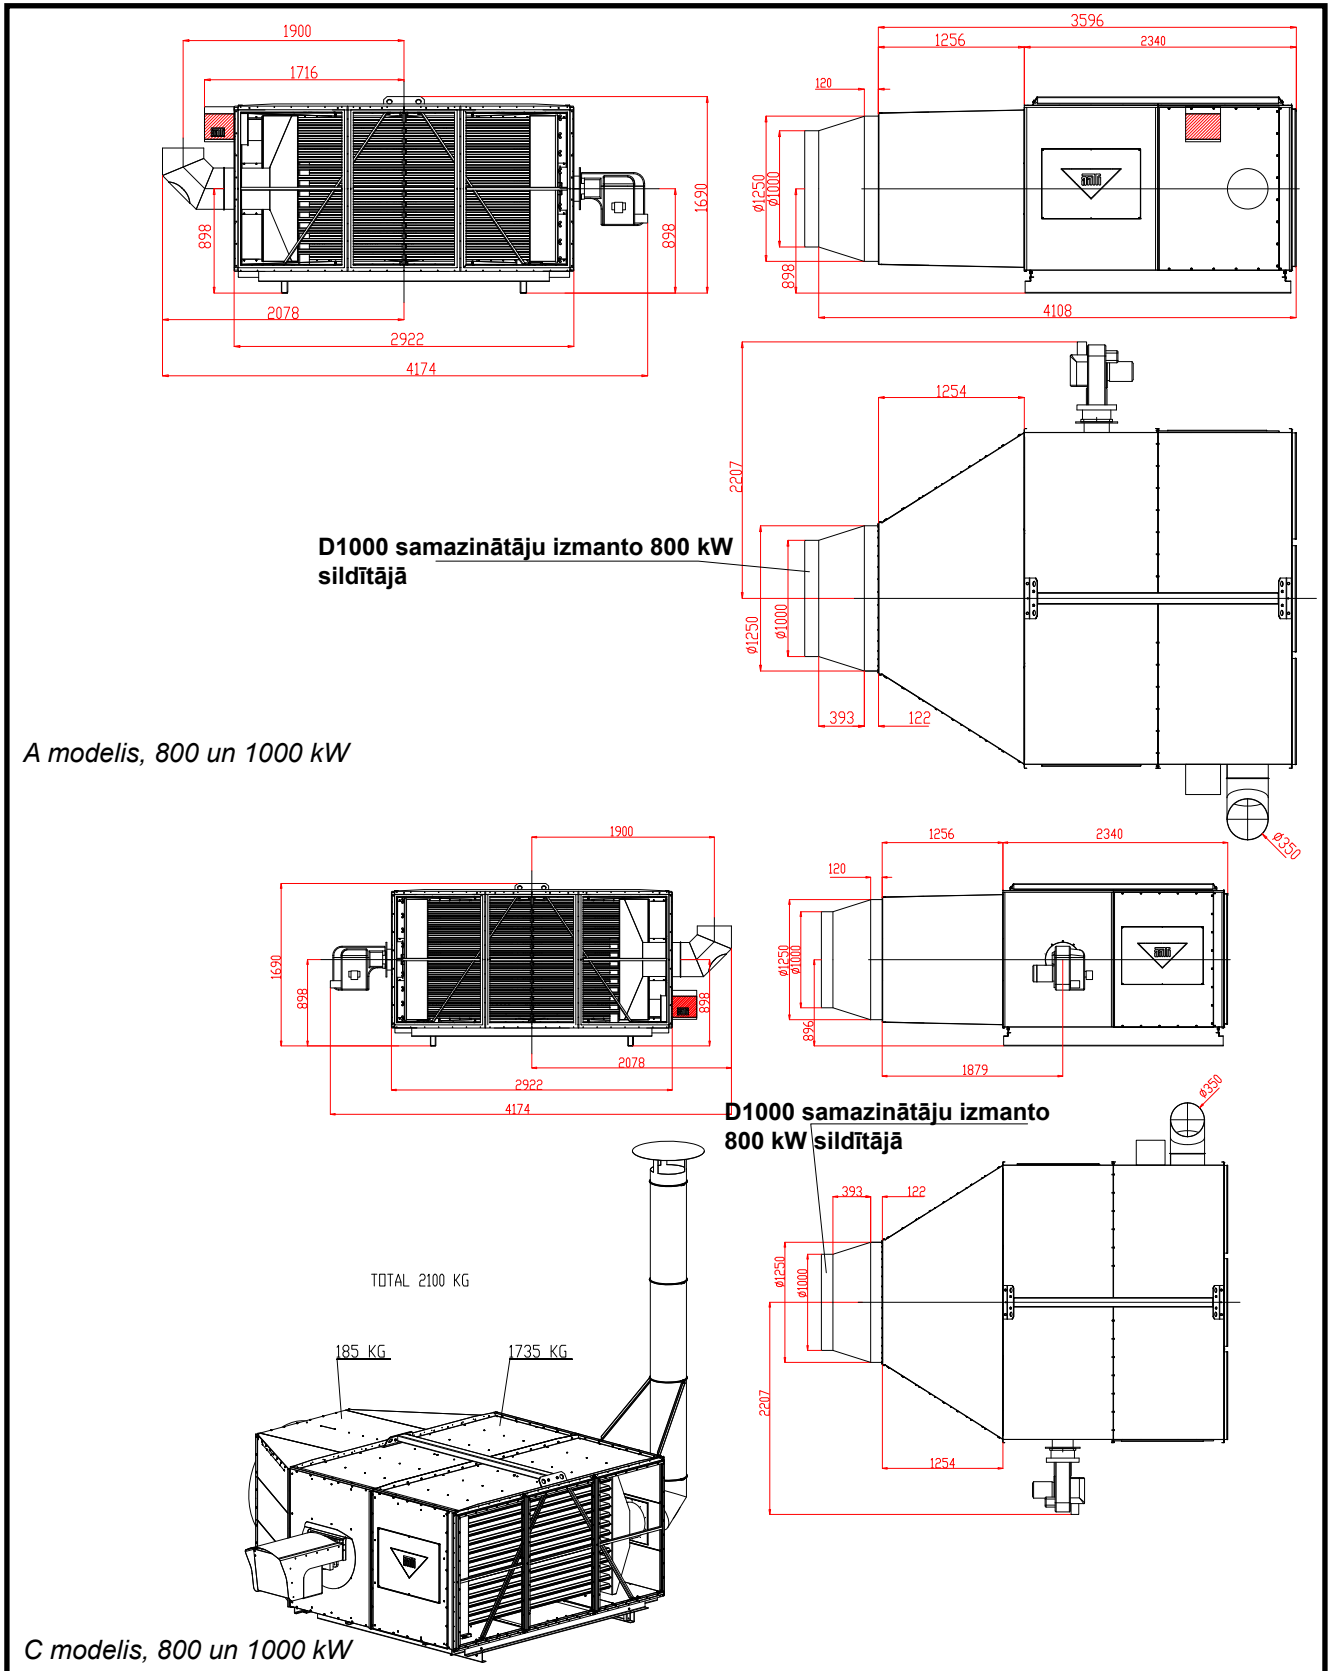 1900
1716
1690
898
898
2078
2922
4174
3596
1256
2340
120
ø1250
ø1000
898
4108
antti
1254
2207
D1000 samazinātāju izmanto 800 kW
sildītājā
ø1250
ø1000
393
122
ø350
A modelis, 800 un 1000 kW
1900
1690
898
898
2078
2922
4174
1256
2340
120
ø1250
ø1000
896
1879
antti
D1000 samazinātāju izmanto
800 kW sildītājā
ø350
393
122
ø1250
ø1000
2207
1254
TOTAL 2100 KG
185 KG
1735 KG
antti
C modelis, 800 un 1000 kW